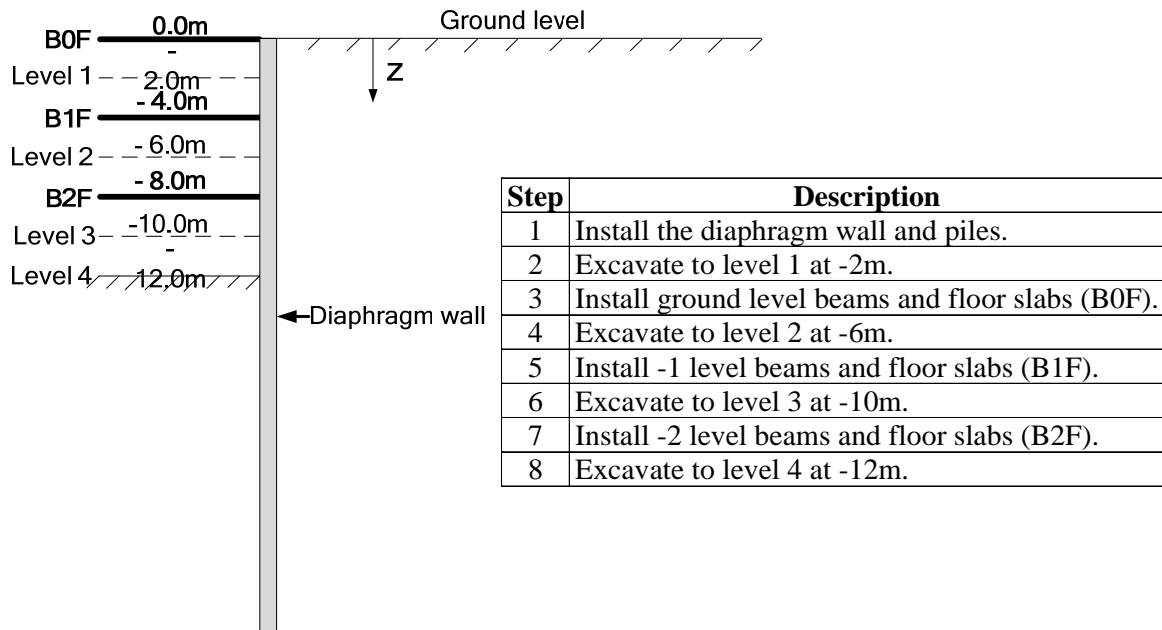 Ground level
B0F 0.0m
-
Level 1 2.0m
Z
B1F - 4.0m
Level 2 - 6.0m
B2F - 8.0m
Level 3 -10.0m
-
Level 4 12.0m
Diaphragm wall
Step Description
1 Install the diaphragm wall and piles.
2 Excavate to level 1 at -2m.
3 Install ground level beams and floor slabs (B0F).
4 Excavate to level 2 at -6m.
5 Install -1 level beams and floor slabs (B1F).
6 Excavate to level 3 at -10m.
7 Install -2 level beams and floor slabs (B2F).
8 Excavate to level 4 at -12m.